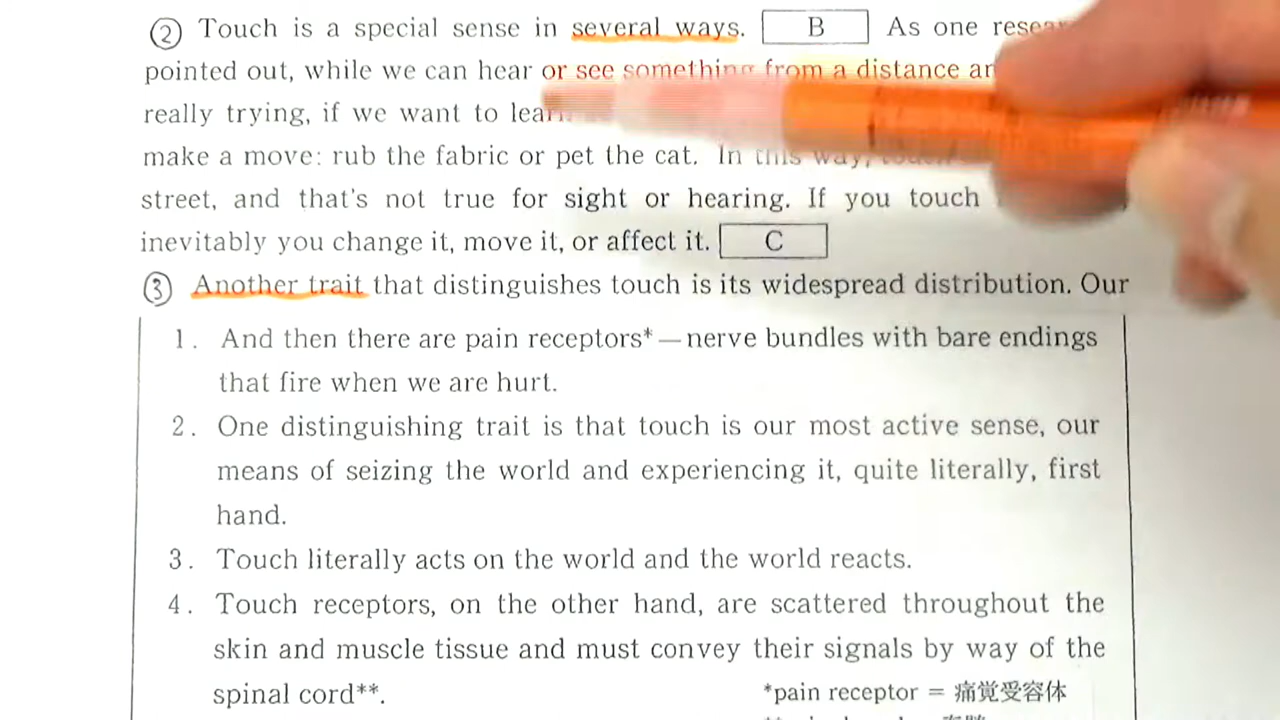 ② Touch is a special sense in several ways. B As one
pointed out, while we can hear or see something from a distance
really trying, if we want to
make a move: rub the fabric or pet the cat. In this way,
street, and that's not true for sight or hearing. If you touch
inevitably you change it, move it, or affect it. C
③ Another trait that distinguishes touch is its widespread distribution. Our
1. And then there are pain receptors*—nerve bundles with bare endings
that fire when we are hurt.
2. One distinguishing trait is that touch is our most active sense, our
means of seizing the world and experiencing it, quite literally, first
hand.
3. Touch literally acts on the world and the world reacts.
4. Touch receptors, on the other hand, are scattered throughout the
skin and muscle tissue and must convey their signals by way of the
spinal cord**.
*pain receptor = 痛覚受容体